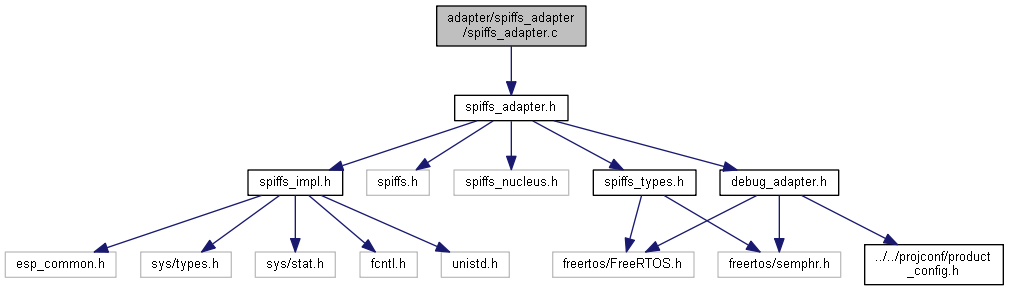 adapter/spiffs_adapter
/spiffs_adapter.c
spiffs_adapter.h
spiffs_impl.h
spiffs.h
spiffs_nucleus.h
spiffs_types.h
debug_adapter.h
esp_common.h
sys/types.h
sys/stat.h
fcntl.h
unistd.h
freertos/FreeRTOS.h
freertos/semphr.h
../../projconf/product
_config.h